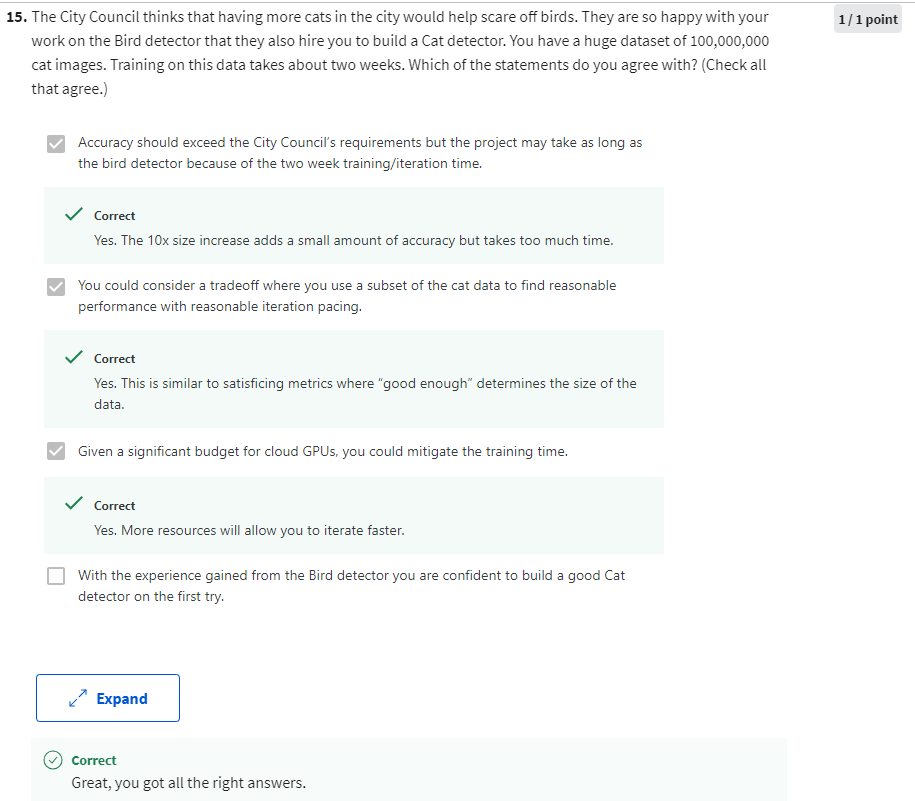 15. The City Council thinks that having more cats in the city would help scare off birds. They are so happy with your
1 / 1 point
work on the Bird detector that they also hire you to build a Cat detector. You have a huge dataset of 100,000,000
cat images. Training on this data takes about two weeks. Which of the statements do you agree with? (Check all
that agree.)
Accuracy should exceed the City Council's requirements but the project may take as long as
the bird detector because of the two week training/iteration time.
Correct
Yes. The 10x size increase adds a small amount of accuracy but takes too much time.
You could consider a tradeoff where you use a subset of the cat data to find reasonable
performance with reasonable iteration pacing.
Correct
Yes. This is similar to satisficing metrics where "good enough" determines the size of the
data.
Given a significant budget for cloud GPUs, you could mitigate the training time.
Correct
Yes. More resources will allow you to iterate faster.
With the experience gained from the Bird detector you are confident to build a good Cat
detector on the first try.
Expand
Correct
Great, you got all the right answers.